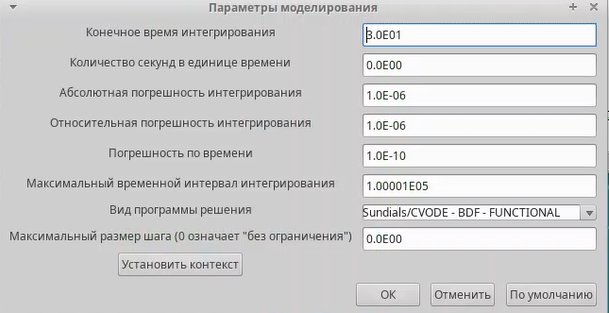 Параметры моделирования
Конечное время интегрирования 3.0E01
Количество секунд в единице времени 0.0E00
Абсолютная погрешность интегрирования 1.0E-06
Относительная погрешность интегрирования 1.0E-06
Погрешность по времени 1.0E-10
Максимальный временной интервал интегрирования 1.00001E05
Вид программы решения Sundials/CVODE - BDF - FUNCTIONAL
Максимальный размер шага (0 означает "без ограничения") 0.0E00
Установить контекст
ОК Отменить По умолчанию